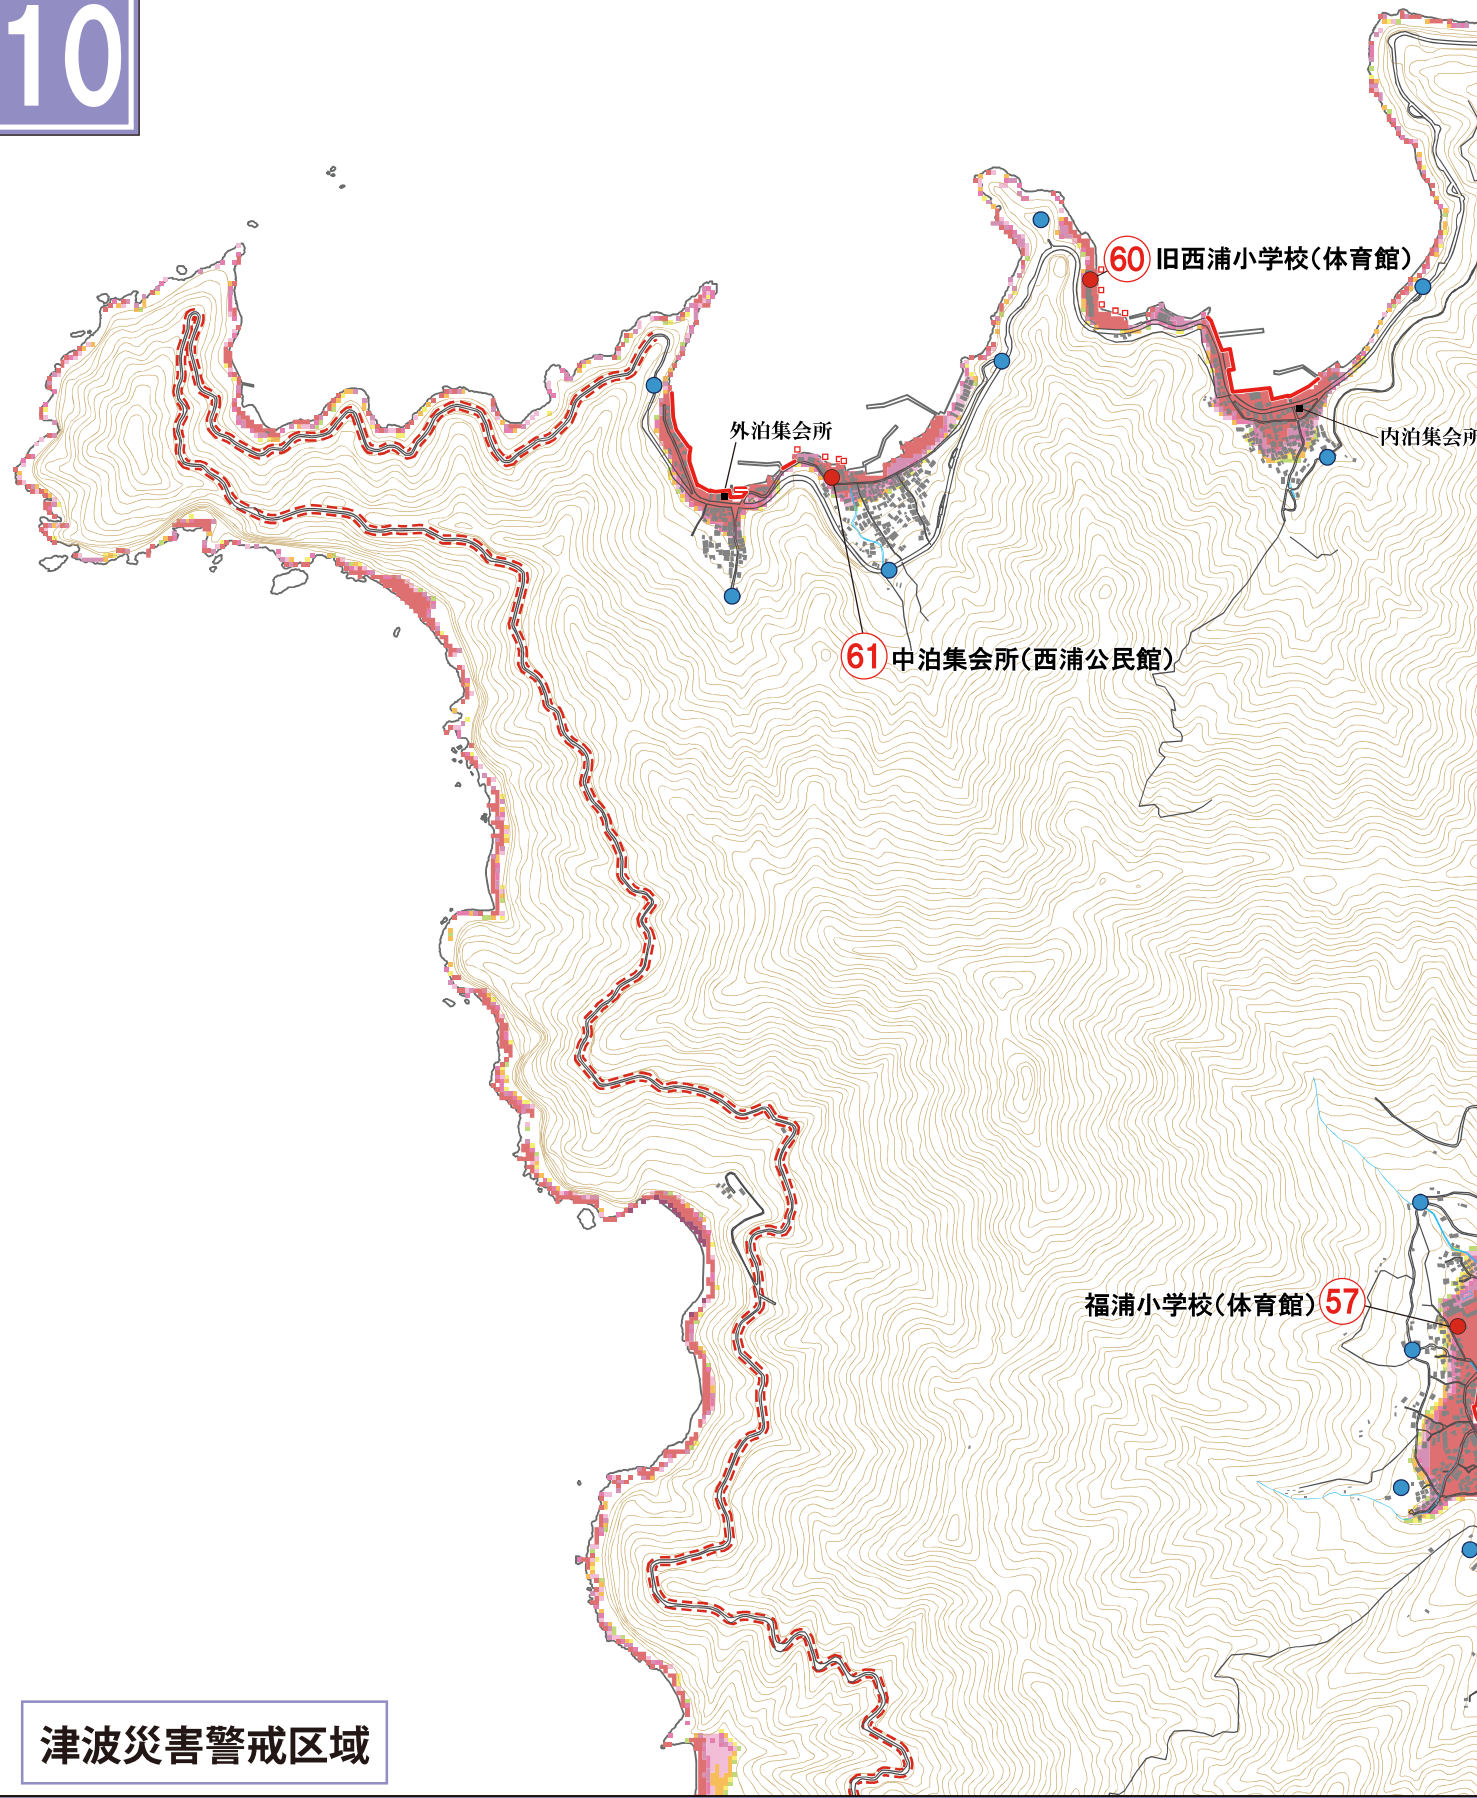 10
60 旧西浦小学校(体育館)
外泊集会所
内泊集会所
61 中泊集会所(西浦公民館)
福浦小学校(体育館) 57
津波災害警戒区域